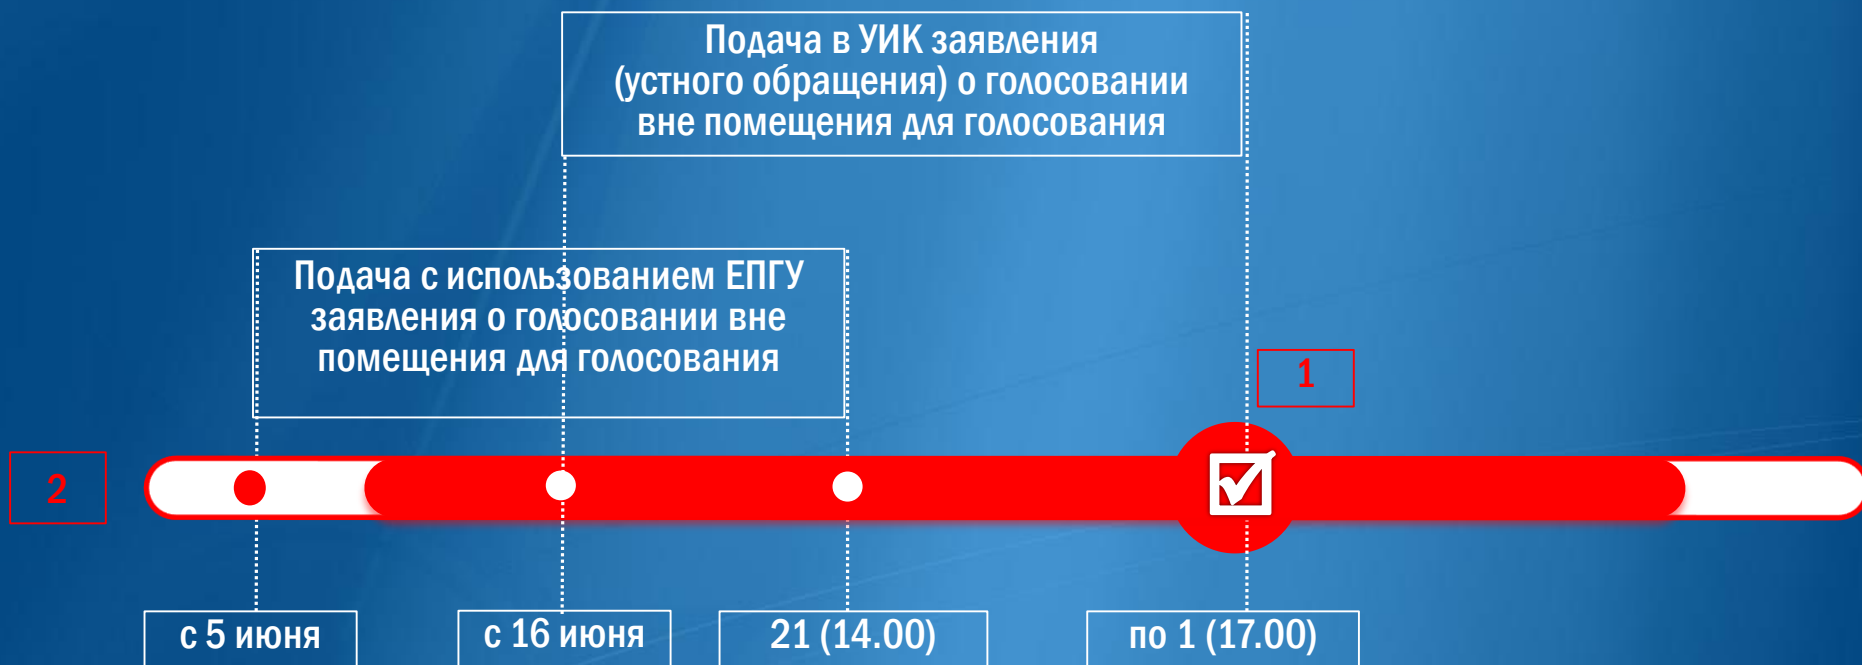 Подача в УИК заявления
(устного обращения) о голосовании
вне помещения для голосования
Подача с использованием ЕПГУ
заявления о голосовании вне
помещения для голосования
1
2
с 5 июня
с 16 июня
21 (14.00)
по 1 (17.00)